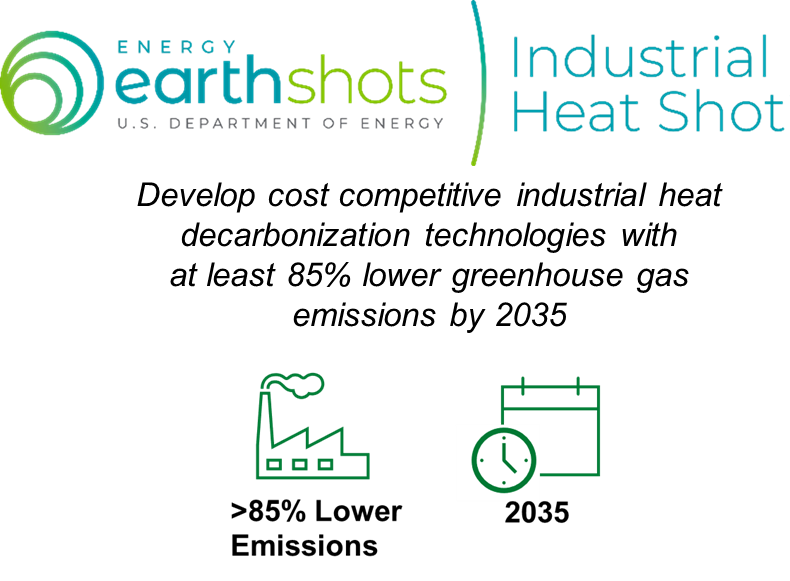 ENERGY
earthshots
U.S. DEPARTMENT OF ENERGY
Industrial
Heat Shot
Develop cost competitive industrial heat
decarbonization technologies with
at least 85% lower greenhouse gas
emissions by 2035
>85% Lower
Emissions
2035